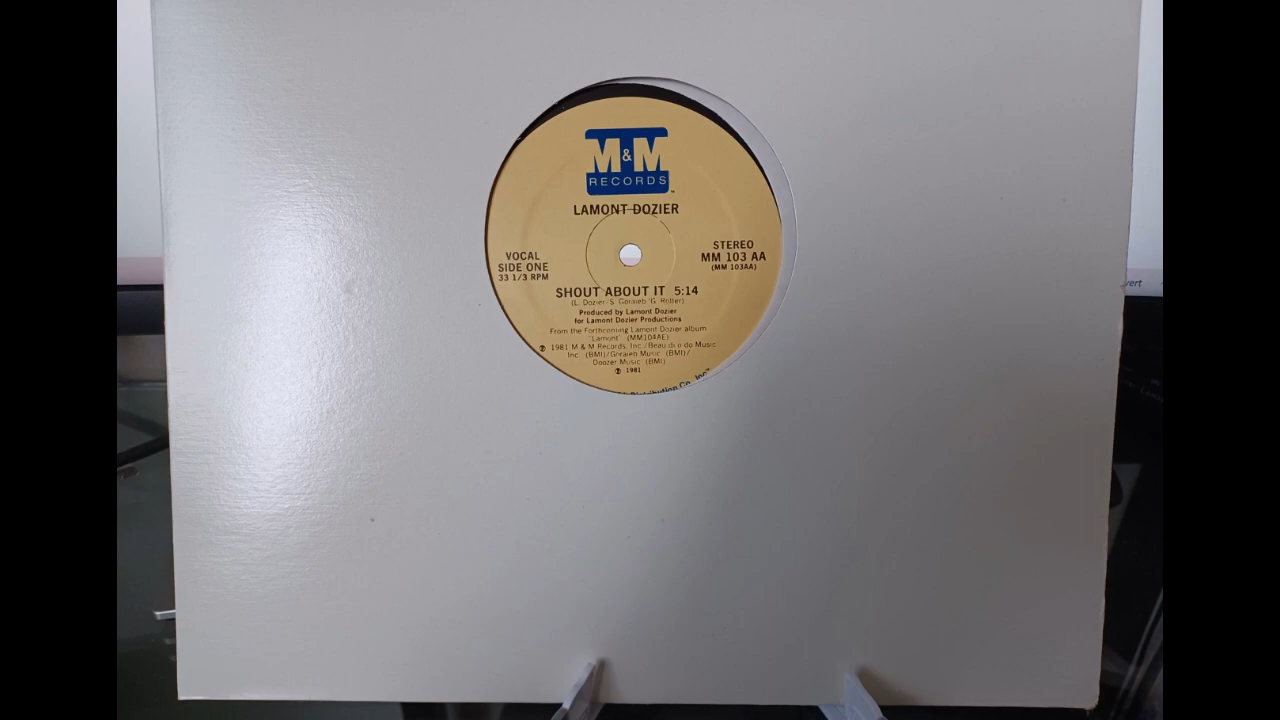 M&M
RECORDS
LAMONT DOZIER
VOCAL
SIDE ONE
33 1/3 RPM
STEREO
MM 103 AA
(MM 103AA)
SHOUT ABOUT IT 5:14
(L. Dozier/S. Goraieb/G. Rotter)
Produced by Lamont Dozier
for Lamont Dozier Productions
From the Forthcoming Lamont Dozier album
"Lamont" (MM104AE)
℗ 1981 M & M Records, Inc./Beau di o do Music
Inc. (BMI)/Goraieb Music (BMI)/
Doozer Music (BMI)
℗ 1981
Distribution Co., Inc.
vert